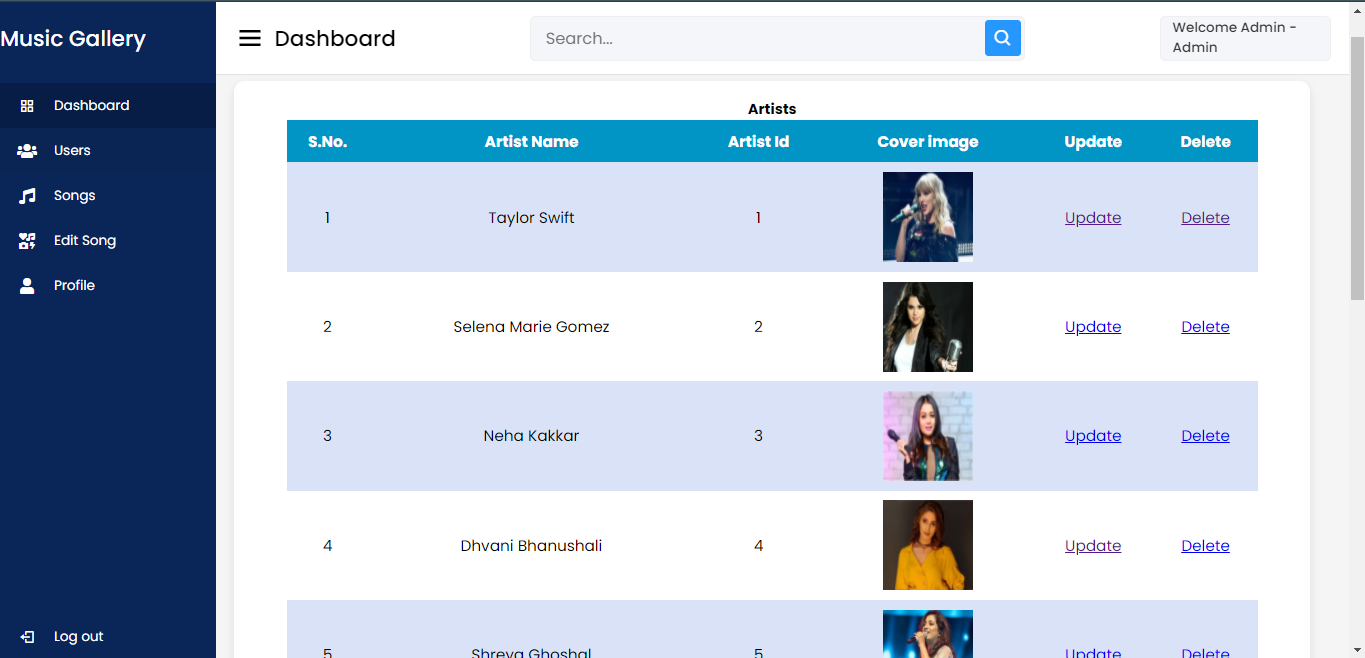 Music Gallery
Dashboard
Search...
Welcome Admin -
Admin
Dashboard
Users
Songs
Edit Song
Profile
Log out
Artists
S.No. Artist Name Artist Id Cover image Update Delete
1 Taylor Swift 1 Update Delete
2 Selena Marie Gomez 2 Update Delete
3 Neha Kakkar 3 Update Delete
4 Dhvani Bhanushali 4 Update Delete
5 Shreya Ghoshal 5 Update Delete